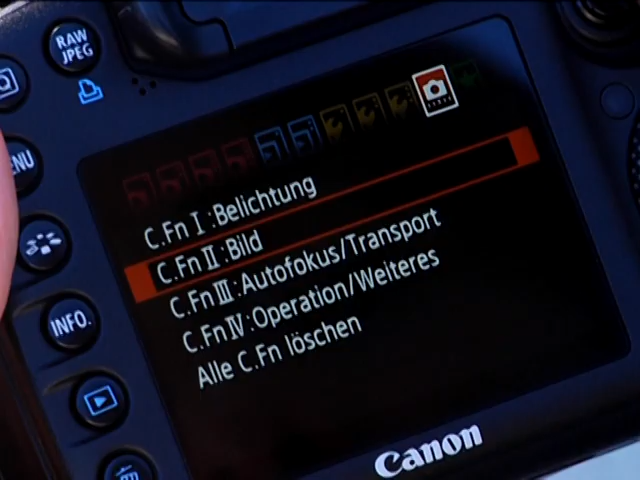 RAW
JPEG
ENU
C.Fn I :Belichtung
C.Fn II :Bild
C.Fn III :Autofokus/Transport
C.Fn IV :Operation/Weiteres
Alle C.Fn löschen
INFO.
Canon